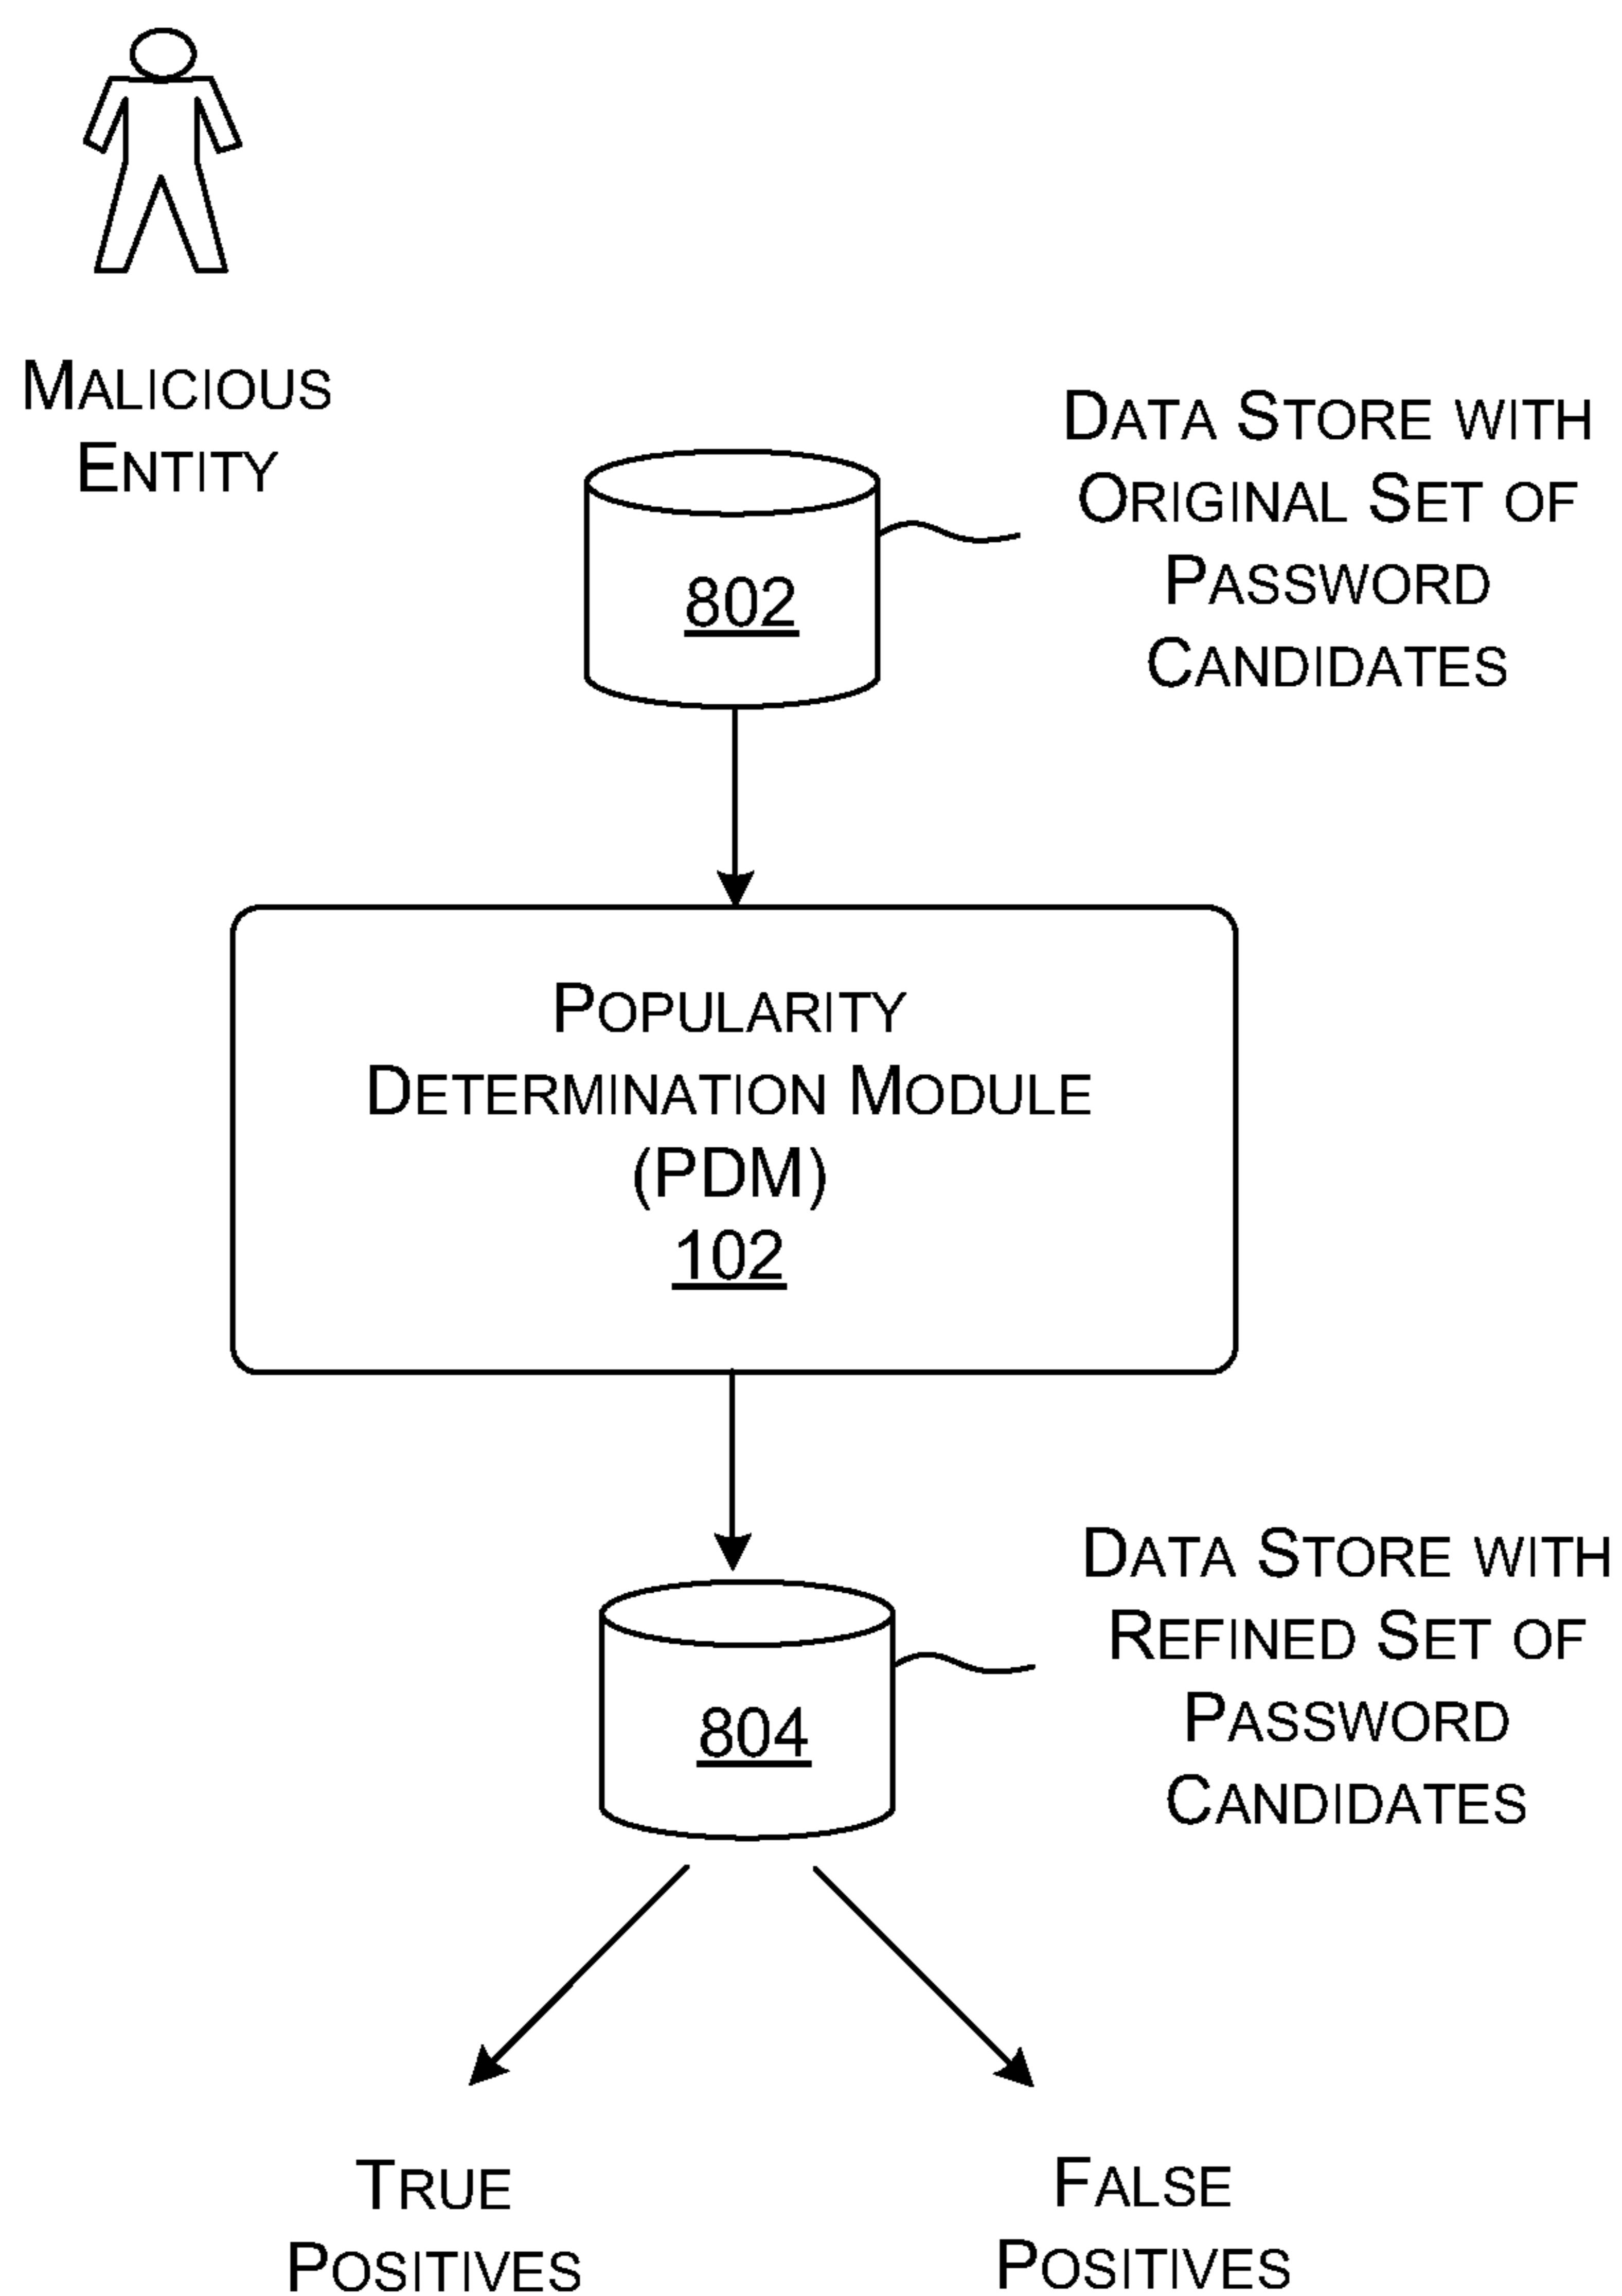 MALICIOUS
ENTITY
DATA STORE WITH
ORIGINAL SET OF
PASSWORD
CANDIDATES
802
POPULARITY
DETERMINATION MODULE
(PDM)
102
DATA STORE WITH
REFINED SET OF
PASSWORD
CANDIDATES
804
TRUE
POSITIVES
FALSE
POSITIVES